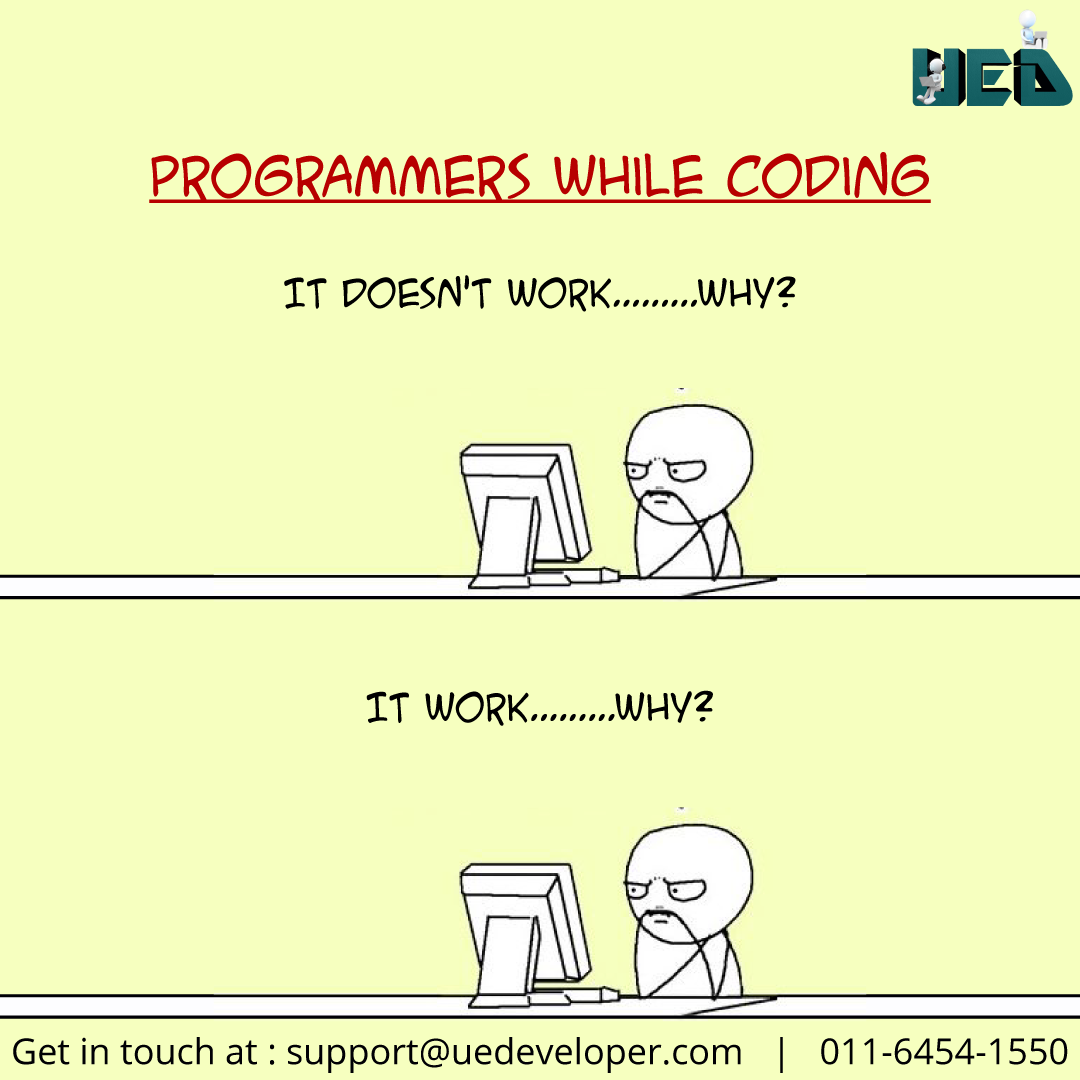 UED
PROGRAMMERS WHILE CODING
IT DOESN'T WORK.........WHY?
IT WORK.........WHY?
Get in touch at : support@uedeveloper.com | 011-6454-1550